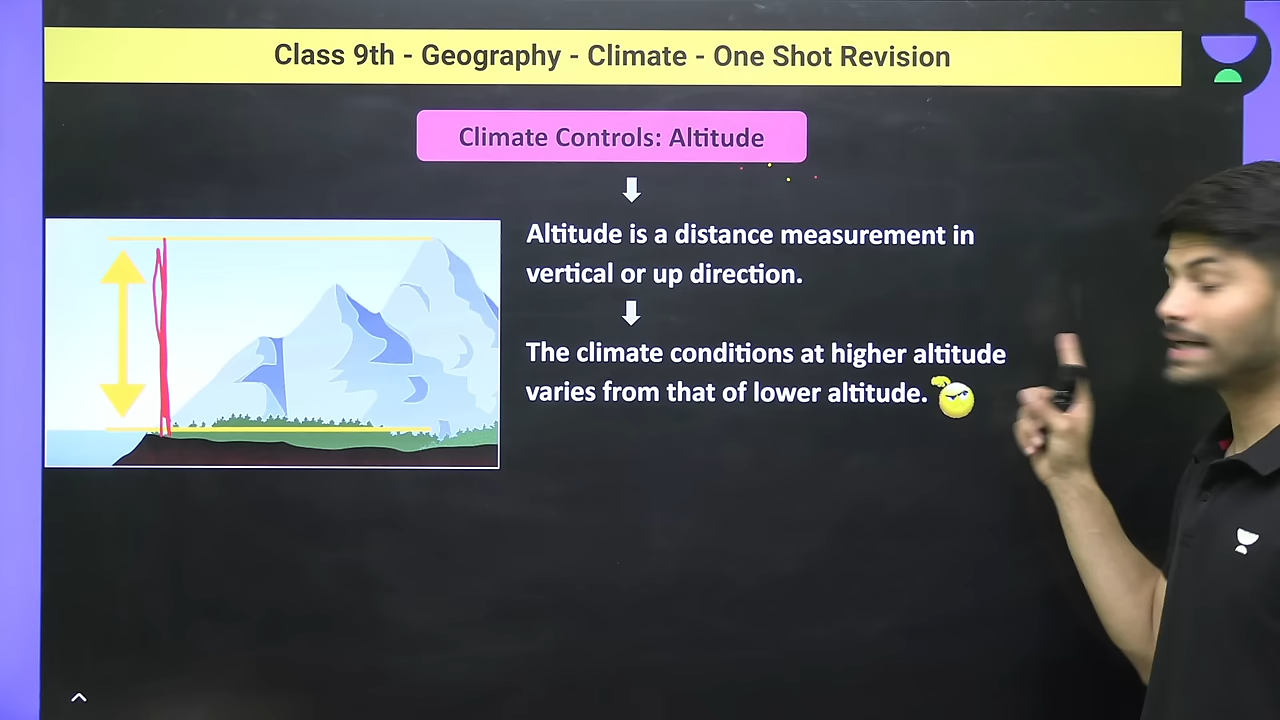 Class 9th - Geography - Climate - One Shot Revision
Climate Controls: Altitude
Altitude is a distance measurement in
vertical or up direction.
The climate conditions at higher altitude
varies from that of lower altitude.